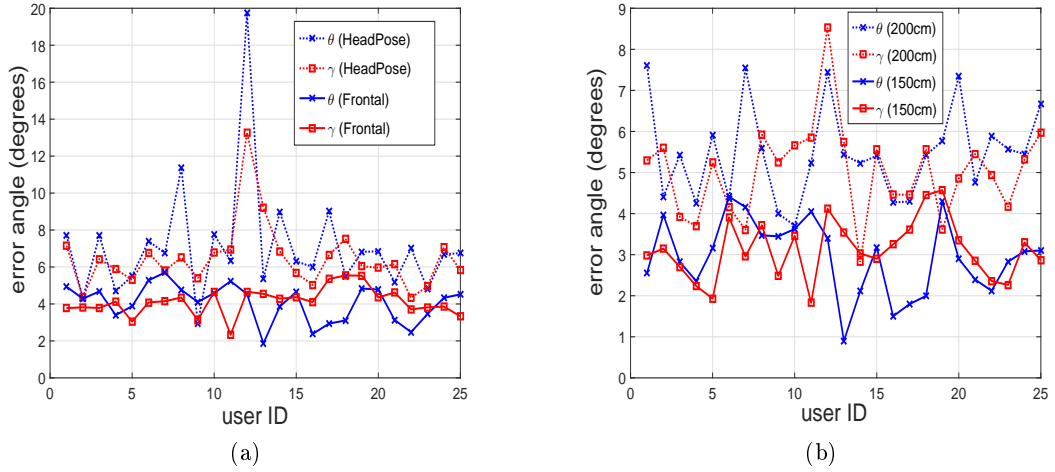 20
18
16
14
12
10
8
6
4
2
0
error angle (degrees)
θ (HeadPose)
γ (HeadPose)
θ (Frontal)
γ (Frontal)
0 5 10 15 20 25
user ID
(a)
9
8
7
6
5
4
3
2
1
0
error angle (degrees)
θ (200cm)
γ (200cm)
θ (150cm)
γ (150cm)
0 5 10 15 20 25
user ID
(b)